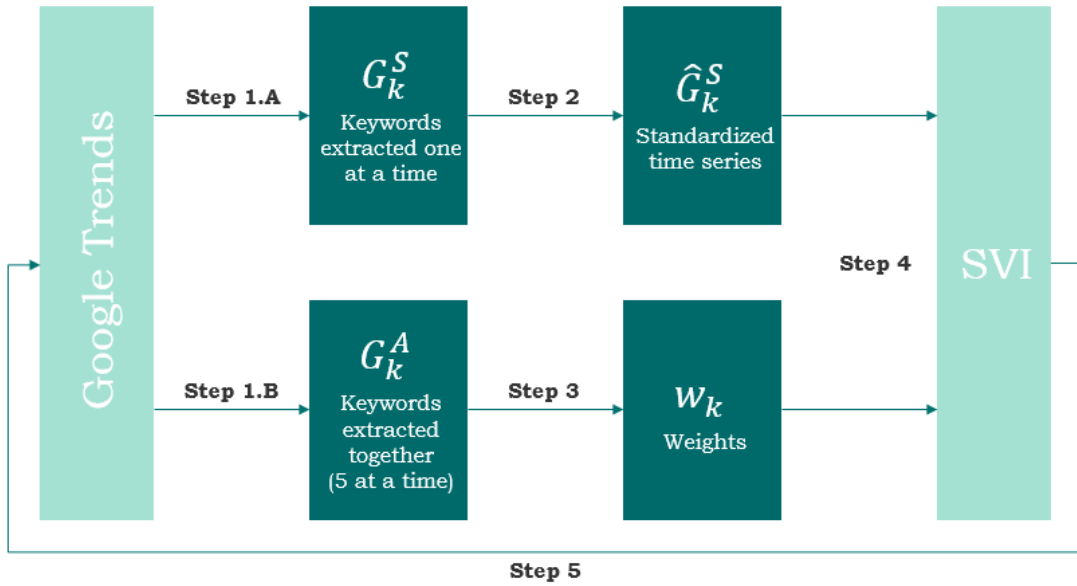 Google Trends
Step 1.A
G_k^S
Keywords
extracted one
at a time
Step 2
Ĝ_k^S
Standardized
time series
Step 4
SVI
Step 1.B
G_k^A
Keywords
extracted
together
(5 at a time)
Step 3
w_k
Weights
Step 5